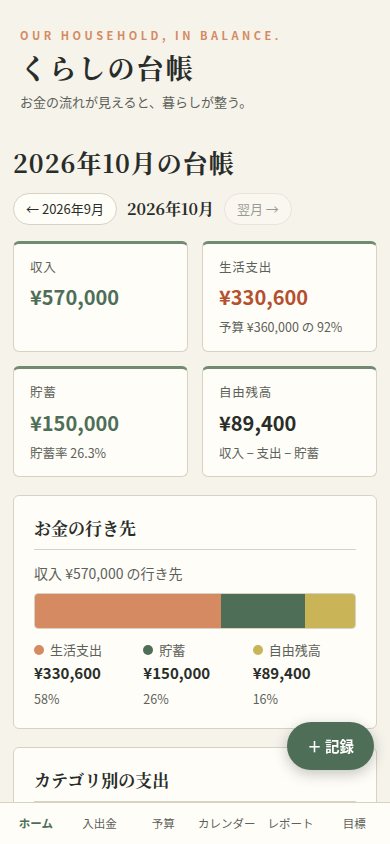 OUR HOUSEHOLD, IN BALANCE.
くらしの台帳
お金の流れが見えると、暮らしが整う。
2026年10月の台帳
← 2026年9月 2026年10月 翌月 →
収入
¥570,000
生活支出
¥330,600
予算 ¥360,000 の 92%
貯蓄
¥150,000
貯蓄率 26.3%
自由残高
¥89,400
収入 − 支出 − 貯蓄
お金の行き先
収入 ¥570,000 の行き先
生活支出 貯蓄 自由残高
¥330,600 ¥150,000 ¥89,400
58% 26% 16%
＋ 記録
カテゴリ別の支出
ホーム 入出金 予算 カレンダー レポート 目標